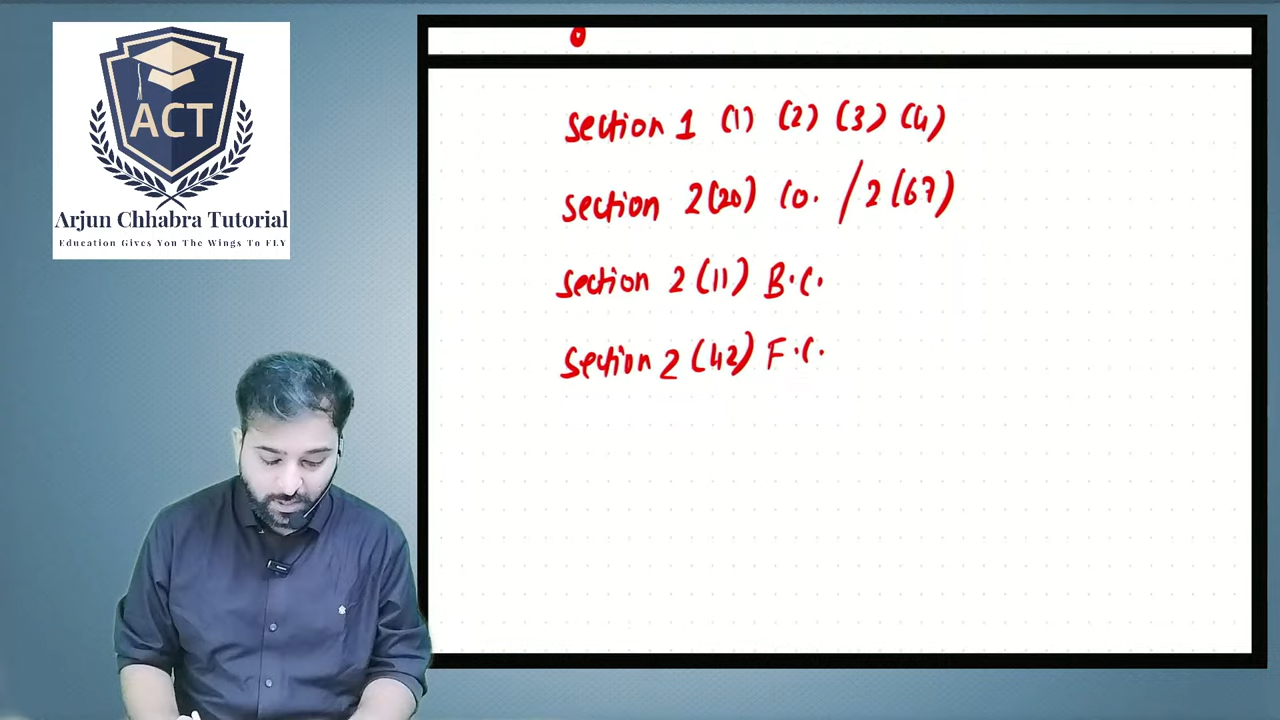 ACT
Arjun Chhabra Tutorial
Education Gives You The Wings To FLY
Section 1 (1) (2) (3) (4)
Section 2(20) Co. / 2(67)
Section 2 (11) B.C.
Section 2 (42) F.C.